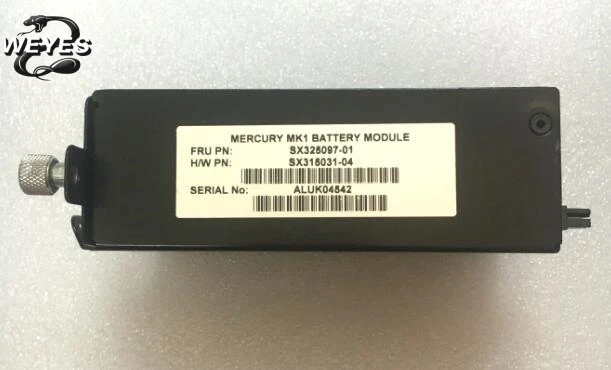 WEYES
MERCURY MK1 BATTERY MODULE
FRU PN: SX325097-01
H/W PN: SX315031-04
SERIAL No: ALUK04542